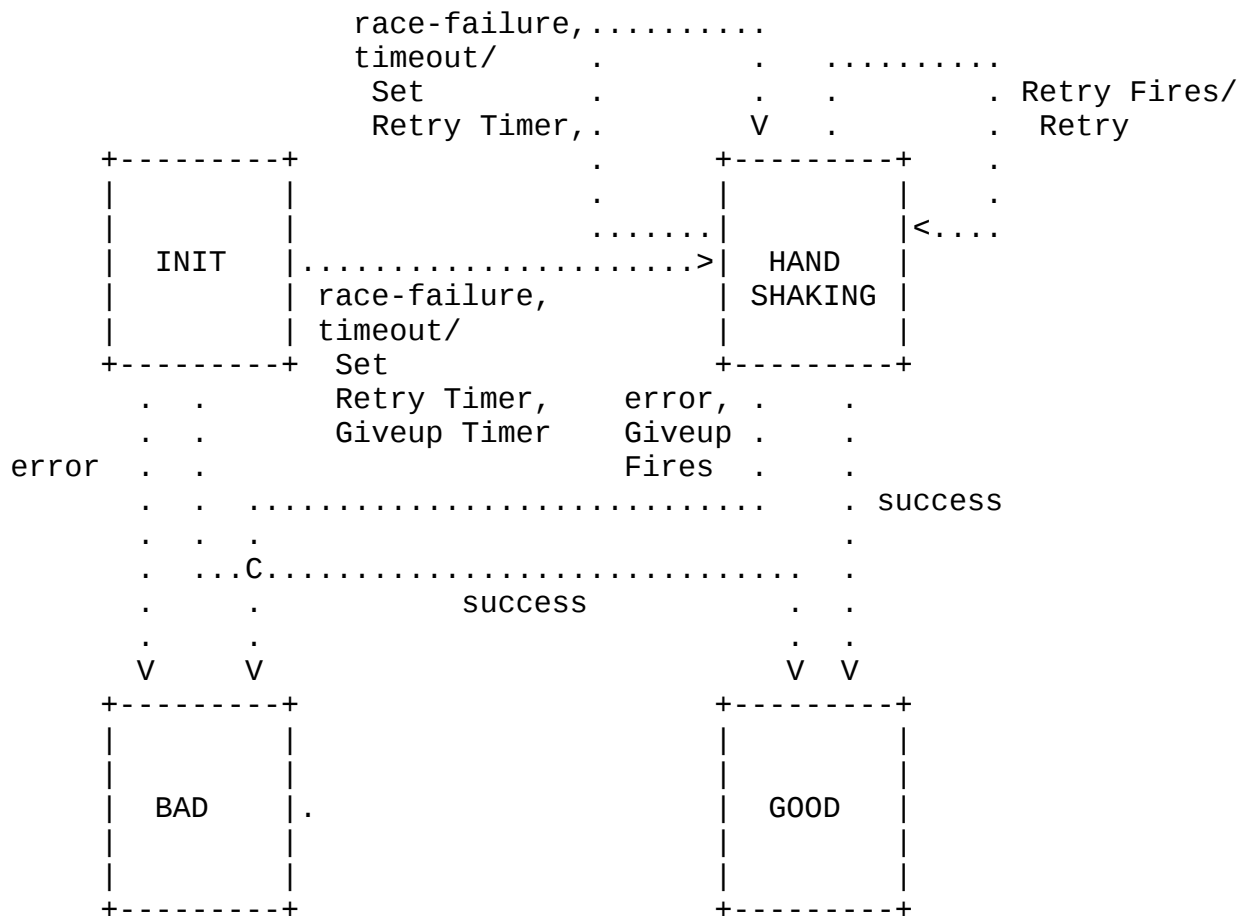 race-failure,
timeout/
Set
Retry Timer,
Retry Fires/
Retry
INIT
HAND
SHAKING
race-failure,
timeout/
Set
Retry Timer,
Giveup Timer
error,
Giveup
Fires
error
success
C
success
V V
V V
BAD
GOOD